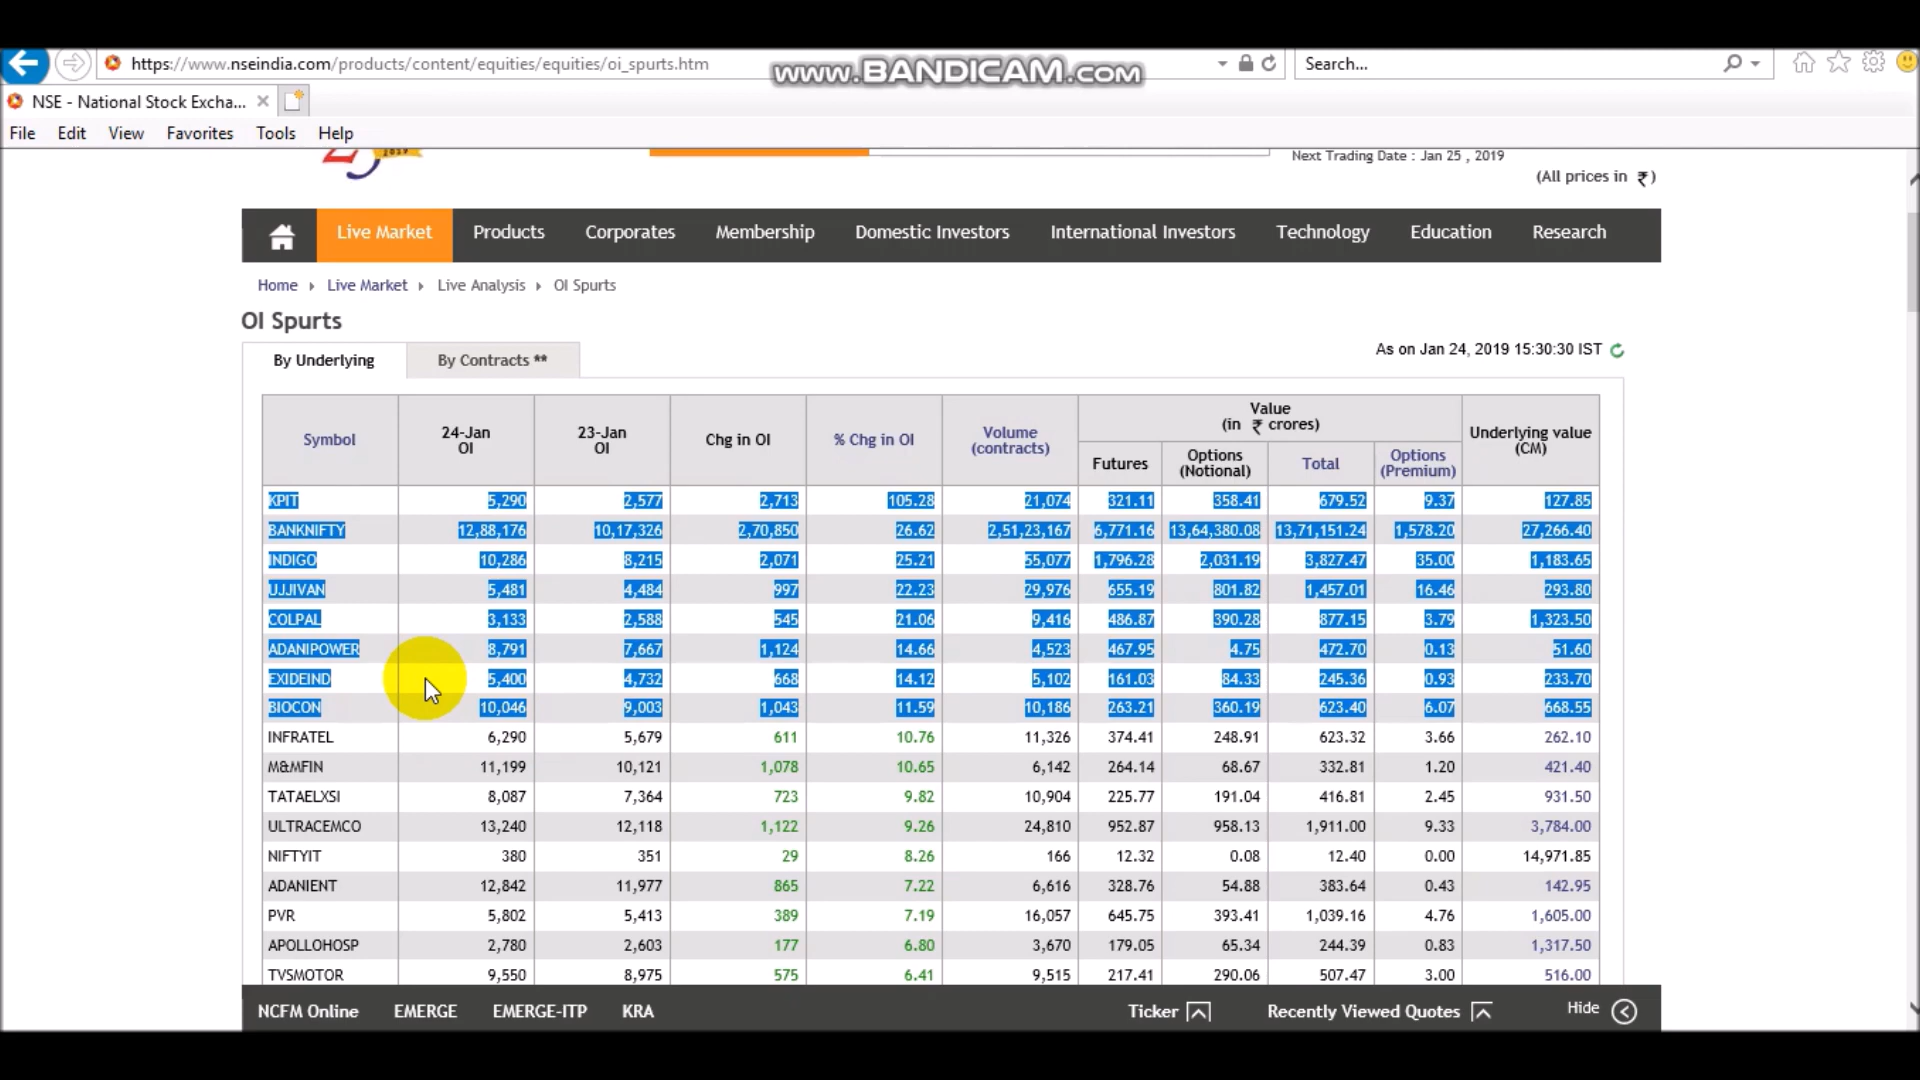 https://www.nseindia.com/products/content/equities/equities/oi_spurts.htm
www.BANDICAM.com
Search...
NSE - National Stock Excha...
File Edit View Favorites Tools Help
2019
Next Trading Date : Jan 25 , 2019
(All prices in ₹)
Live Market Products Corporates Membership Domestic Investors International Investors Technology Education Research
Home Live Market Live Analysis OI Spurts
OI Spurts
By Underlying By Contracts ** As on Jan 24, 2019 15:30:30 IST
Symbol 24-Jan OI 23-Jan OI Chg in OI % Chg in OI Volume (contracts) Value (in ₹ crores) Underlying value (CM)
Futures Options (Notional) Total Options (Premium)
KPIT 5,290 2,577 2,713 105.28 21,074 321.11 358.41 679.52 9.37 127.85
BANKNIFTY 12,88,176 10,17,326 2,70,850 26.62 2,51,23,167 6,771.16 13,64,380.08 13,71,151.24 1,578.20 27,266.40
INDIGO 10,286 8,215 2,071 25.21 55,077 1,796.28 2,031.19 3,827.47 35.00 1,183.65
UJJIVAN 5,481 4,484 997 22.23 29,976 655.19 801.82 1,457.01 16.46 293.80
COLPAL 3,133 2,588 545 21.06 9,416 486.87 390.28 877.15 3.79 1,323.50
ADANIPOWER 8,791 7,667 1,124 14.66 4,523 467.95 4.75 472.70 0.13 51.60
EXIDEIND 5,400 4,732 668 14.12 5,102 161.03 84.33 245.36 0.93 233.70
BIOCON 10,046 9,003 1,043 11.59 10,186 263.21 360.19 623.40 6.07 668.55
INFRATEL 6,290 5,679 611 10.76 11,326 374.41 248.91 623.32 3.66 262.10
M&MFIN 11,199 10,121 1,078 10.65 6,142 264.14 68.67 332.81 1.20 421.40
TATAELXSI 8,087 7,364 723 9.82 10,904 225.77 191.04 416.81 2.45 931.50
ULTRACEMCO 13,240 12,118 1,122 9.26 24,810 952.87 958.13 1,911.00 9.33 3,784.00
NIFTYIT 380 351 29 8.26 166 12.32 0.08 12.40 0.00 14,971.85
ADANIENT 12,842 11,977 865 7.22 6,616 328.76 54.88 383.64 0.43 142.95
PVR 5,802 5,413 389 7.19 16,057 645.75 393.41 1,039.16 4.76 1,605.00
APOLLOHOSP 2,780 2,603 177 6.80 3,670 179.05 65.34 244.39 0.83 1,317.50
TVSMOTOR 9,550 8,975 575 6.41 9,515 217.41 290.06 507.47 3.00 516.00
NCFM Online EMERGE EMERGE-ITP KRA Ticker Recently Viewed Quotes Hide